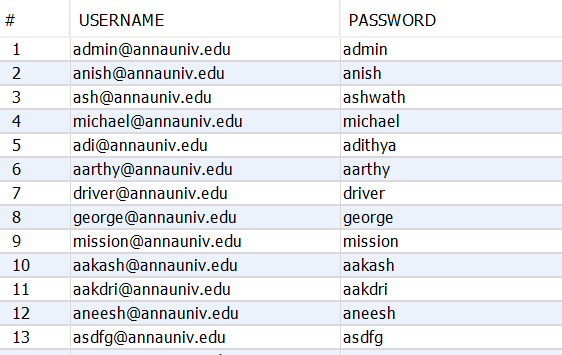 # USERNAME PASSWORD
1 admin@annauniv.edu admin
2 anish@annauniv.edu anish
3 ash@annauniv.edu ashwath
4 michael@annauniv.edu michael
5 adi@annauniv.edu adithya
6 aarthy@annauniv.edu aarthy
7 driver@annauniv.edu driver
8 george@annauniv.edu george
9 mission@annauniv.edu mission
10 aakash@annauniv.edu aakash
11 aakdri@annauniv.edu aakdri
12 aneesh@annauniv.edu aneesh
13 asdfg@annauniv.edu asdfg